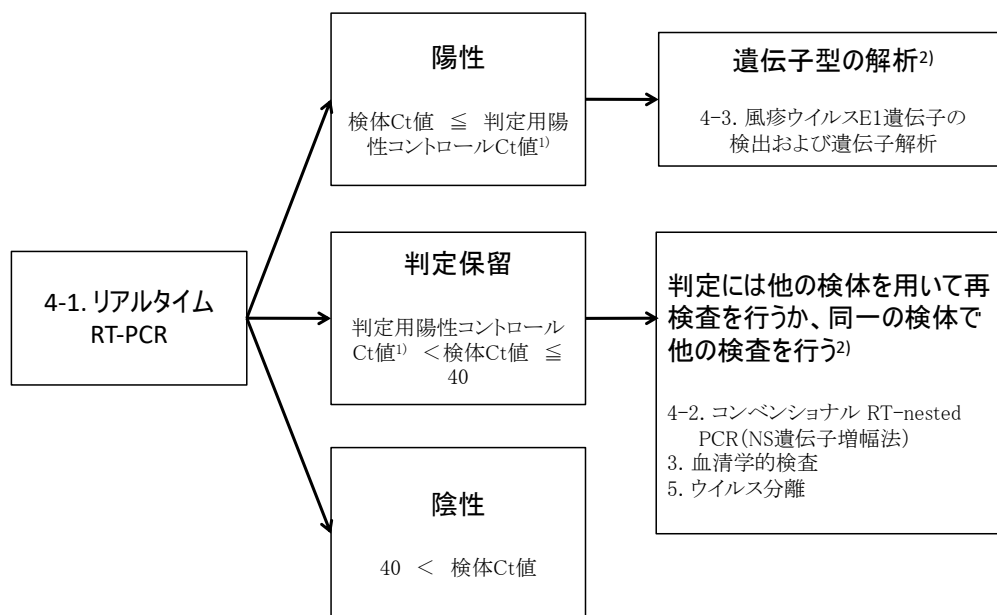 4-1. リアルタイム
RT-PCR
陽性
検体Ct値 ≦ 判定用陽
性コントロールCt値1)
遺伝子型の解析2)
4-3. 風疹ウイルスE1遺伝子の
検出および遺伝子解析
判定保留
判定用陽性コントロール
Ct値1) <検体Ct値 ≦
40
判定には他の検体を用いて再
検査を行うか、同一の検体で
他の検査を行う2)
4-2. コンベンショナル RT-nested
PCR(NS遺伝子増幅法)
3. 血清学的検査
5. ウイルス分離
陰性
40 < 検体Ct値